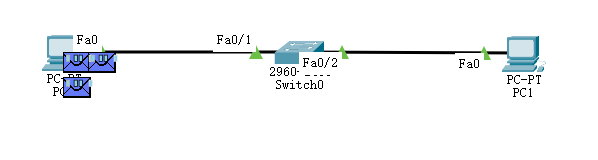 Fa0
Fa0/1
Fa0/2
Fa0
2960-
Switch0
PC-PT
PC1